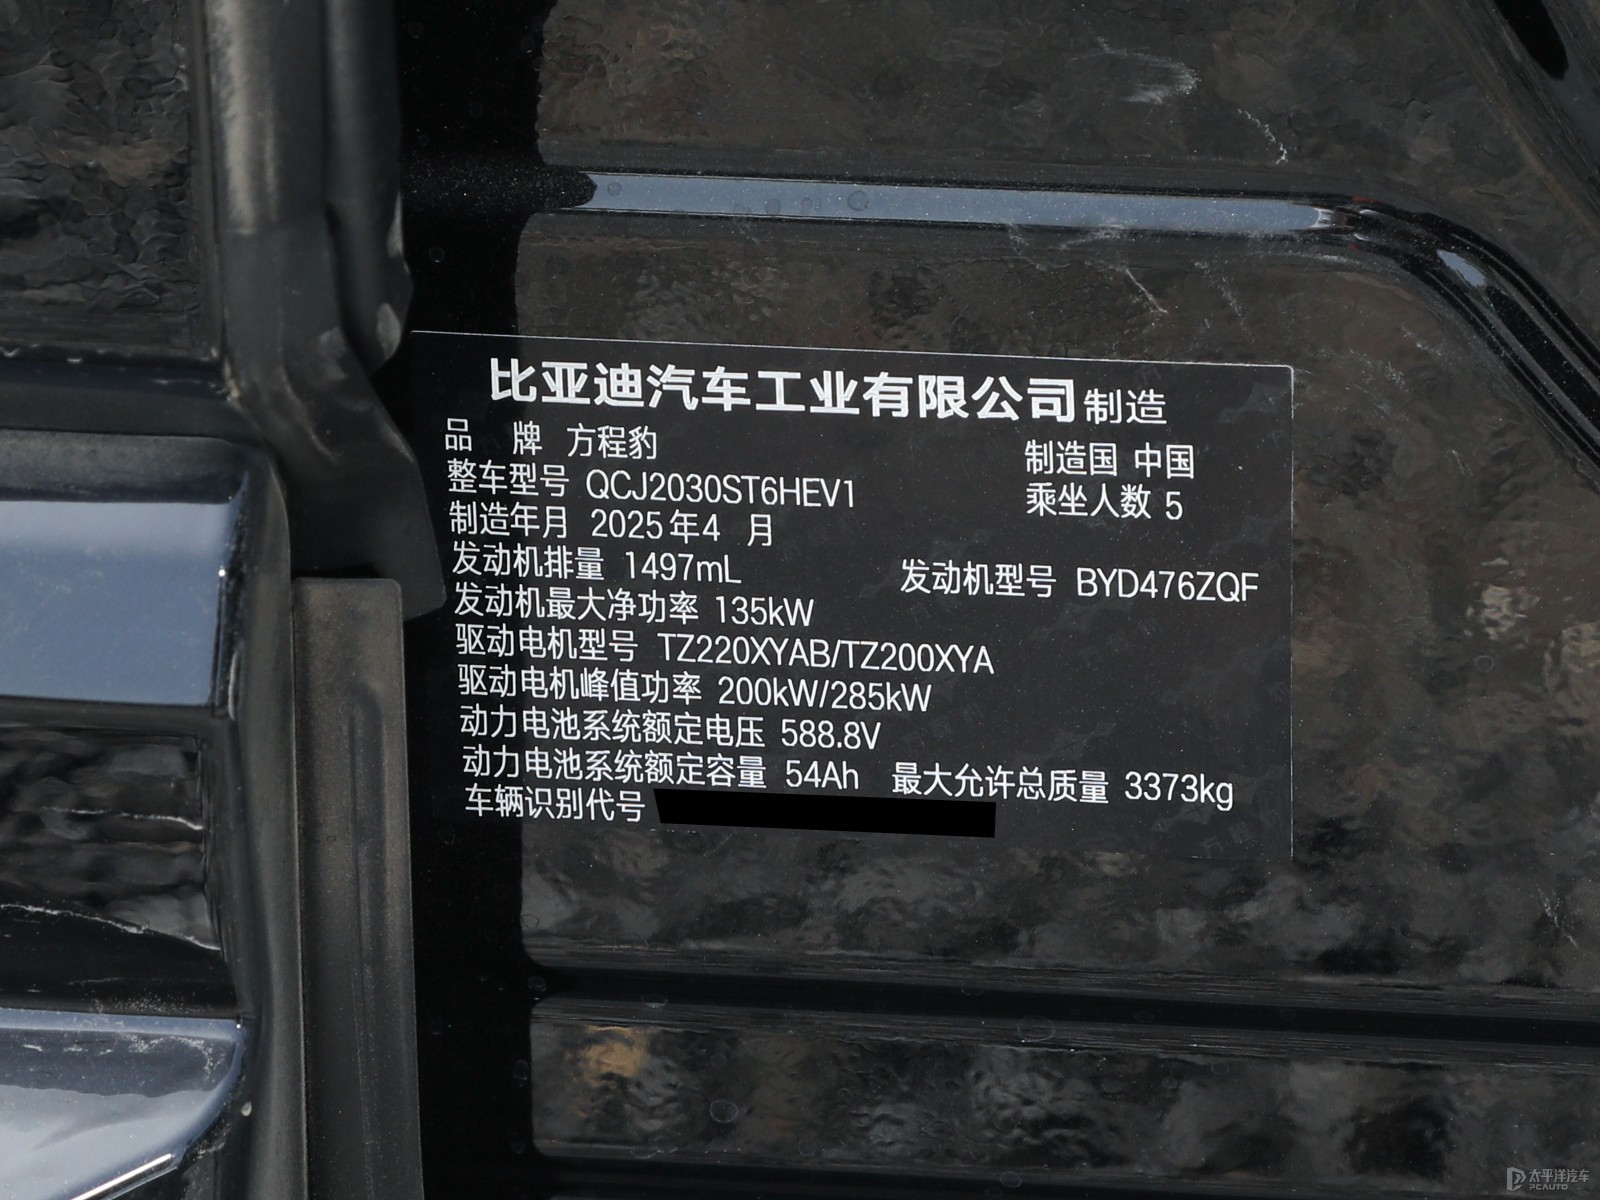 比亚迪汽车工业有限公司制造
品 牌 方程豹 制造国 中国
整车型号 QCJ2030ST6HEV1 乘坐人数 5
制造年月 2025年4 月
发动机排量 1497mL 发动机型号 BYD476ZQF
发动机最大净功率 135kW
驱动电机型号 TZ220XYAB/TZ200XYA
驱动电机峰值功率 200kW/285kW
动力电池系统额定电压 588.8V
动力电池系统额定容量 54Ah 最大允许总质量 3373kg
车辆识别代号
太平洋汽车
PCAUTO